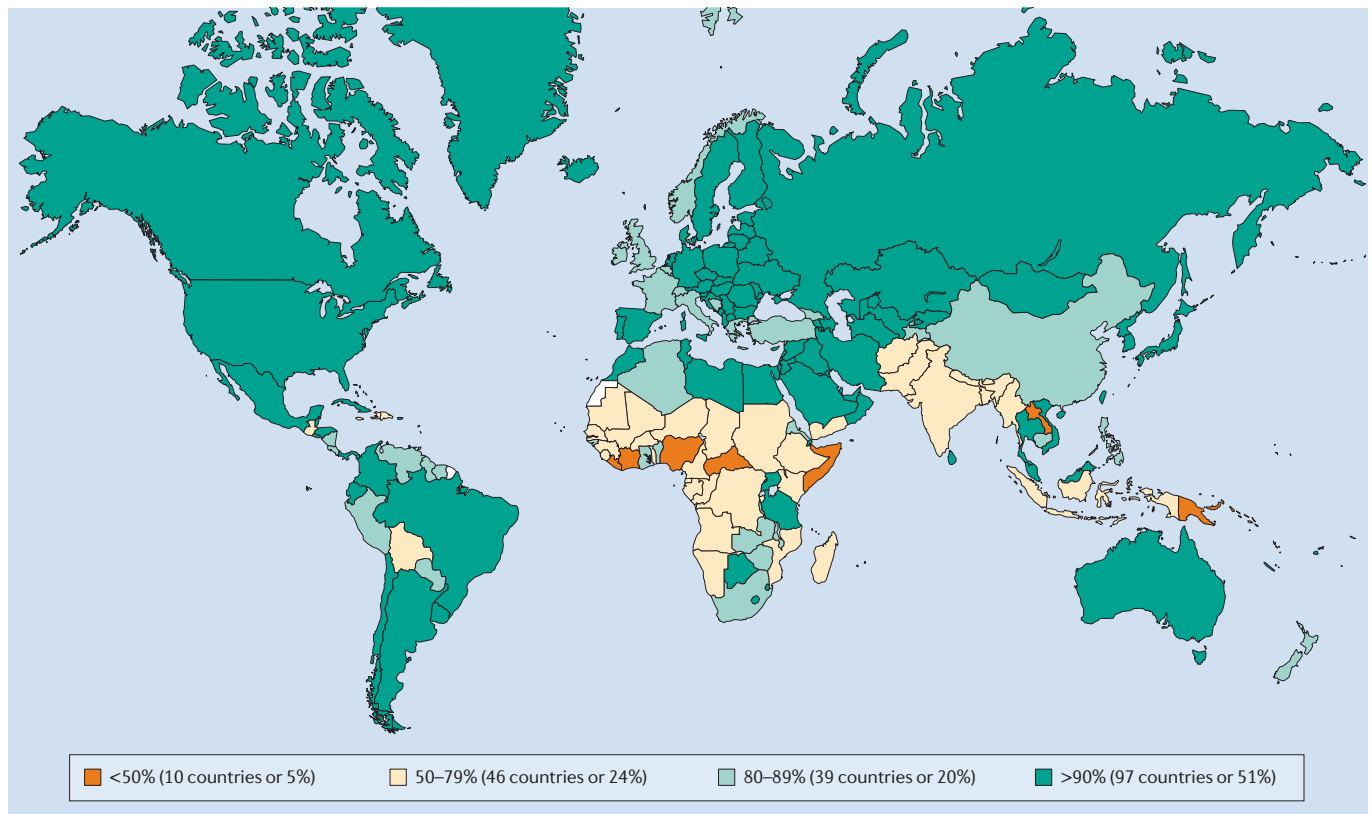 <50% (10 countries or 5%) 50–79% (46 countries or 24%) 80–89% (39 countries or 20%) >90% (97 countries or 51%)